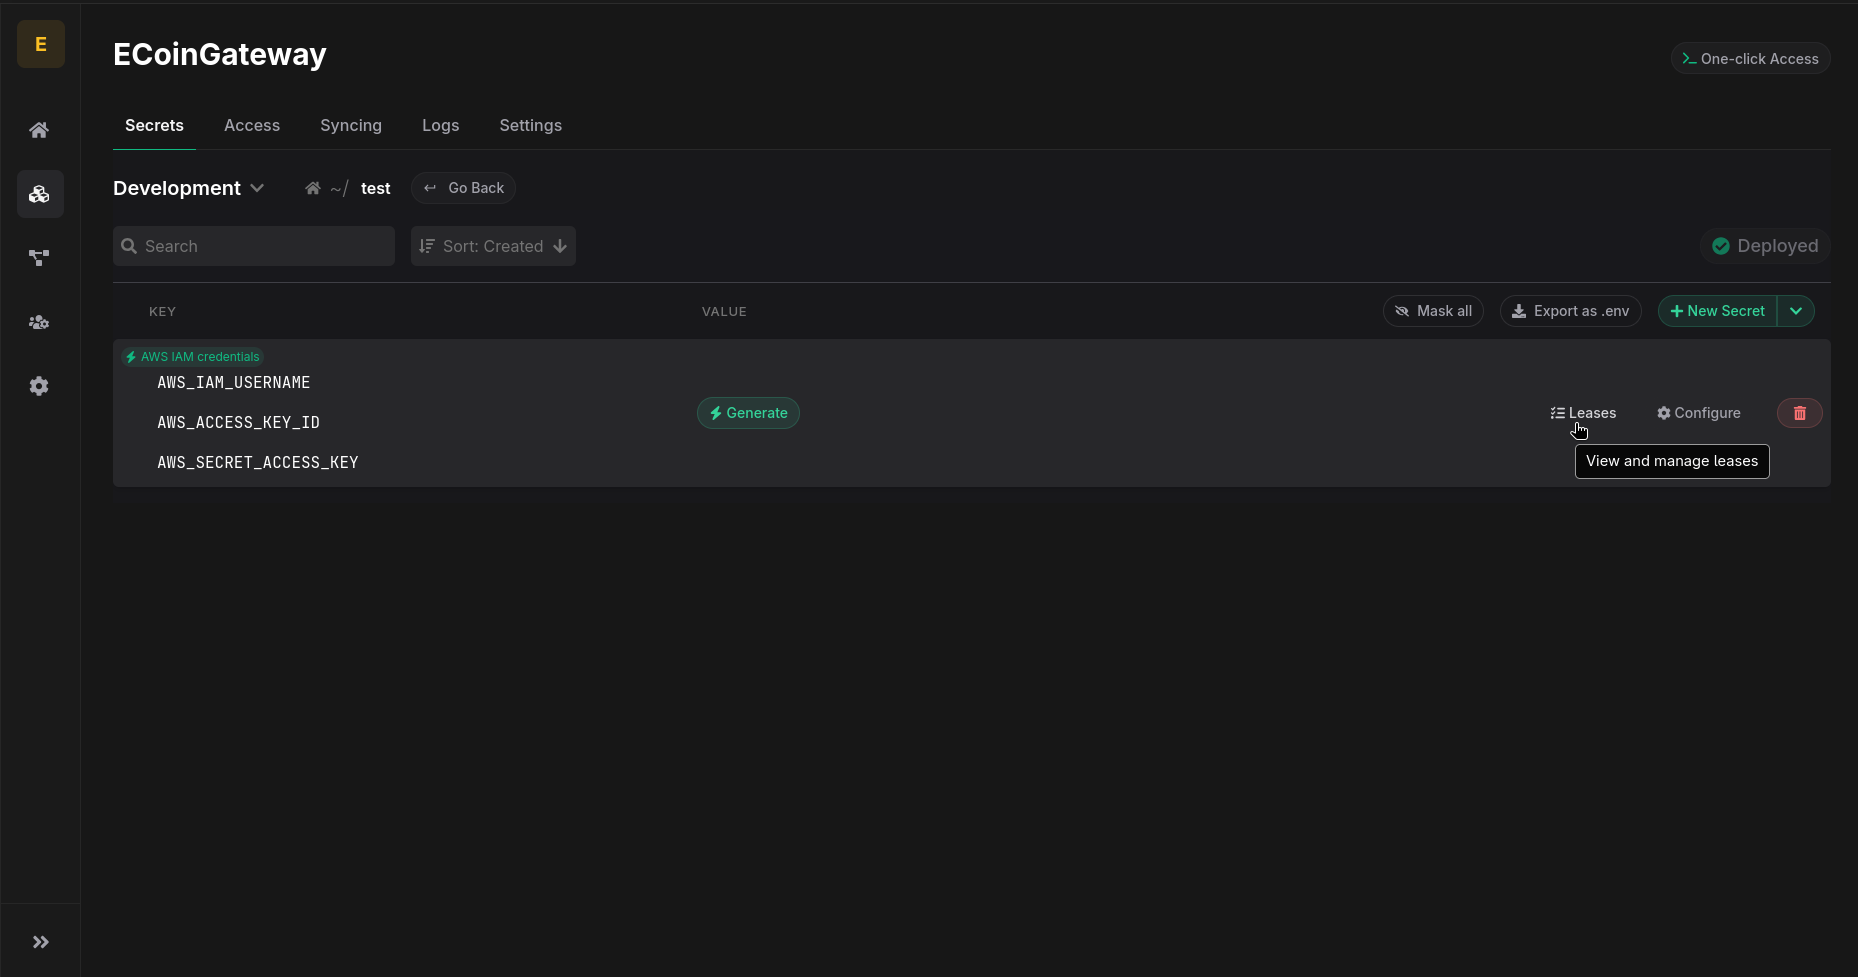 E
ECoinGateway
One-click Access
Secrets Access Syncing Logs Settings
Development ~/ test Go Back
Search Sort: Created Deployed
KEY VALUE Mask all Export as .env New Secret
AWS IAM credentials
AWS_IAM_USERNAME
AWS_ACCESS_KEY_ID Generate Leases Configure
AWS_SECRET_ACCESS_KEY View and manage leases